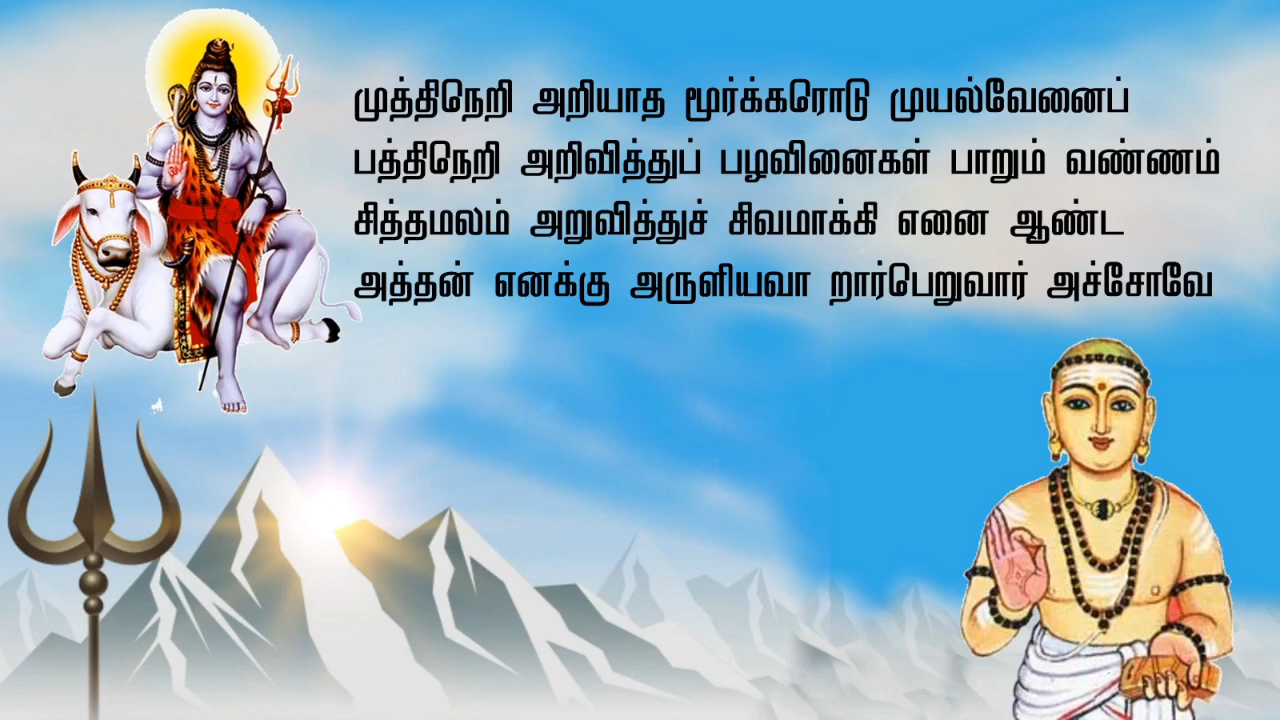 முத்திநெறி அறியாத மூர்க்கரொடு முயல்வேனைப்
பத்திநெறி அறிவித்துப் பழவினைகள் பாறும் வண்ணம்
சித்தமலம் அறுவித்துச் சிவமாக்கி எனை ஆண்ட
அத்தன் எனக்கு அருளியவா றார்பெறுவார் அச்சோவே